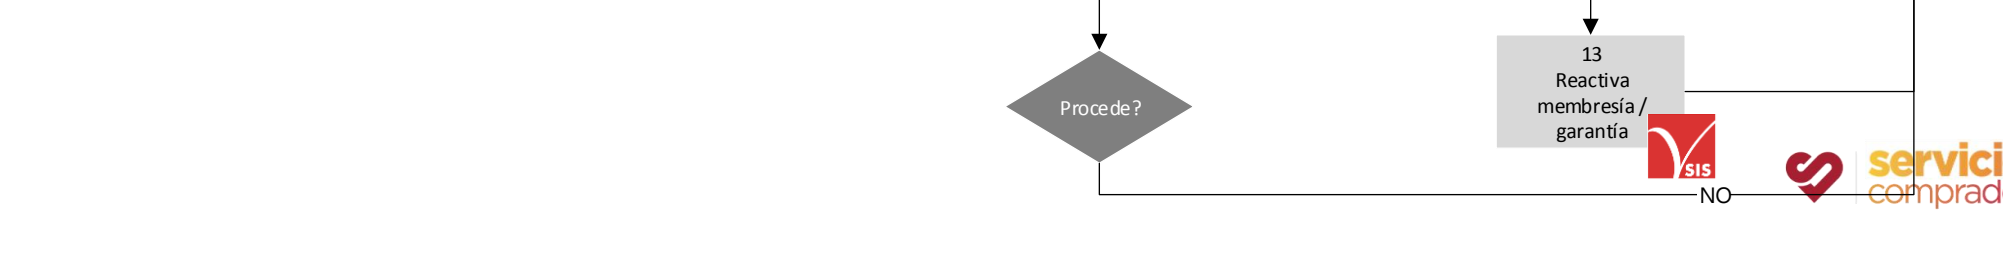 Procede?
13
Reactiva
membresía /
garantía
SIS
NO
servici
comprad